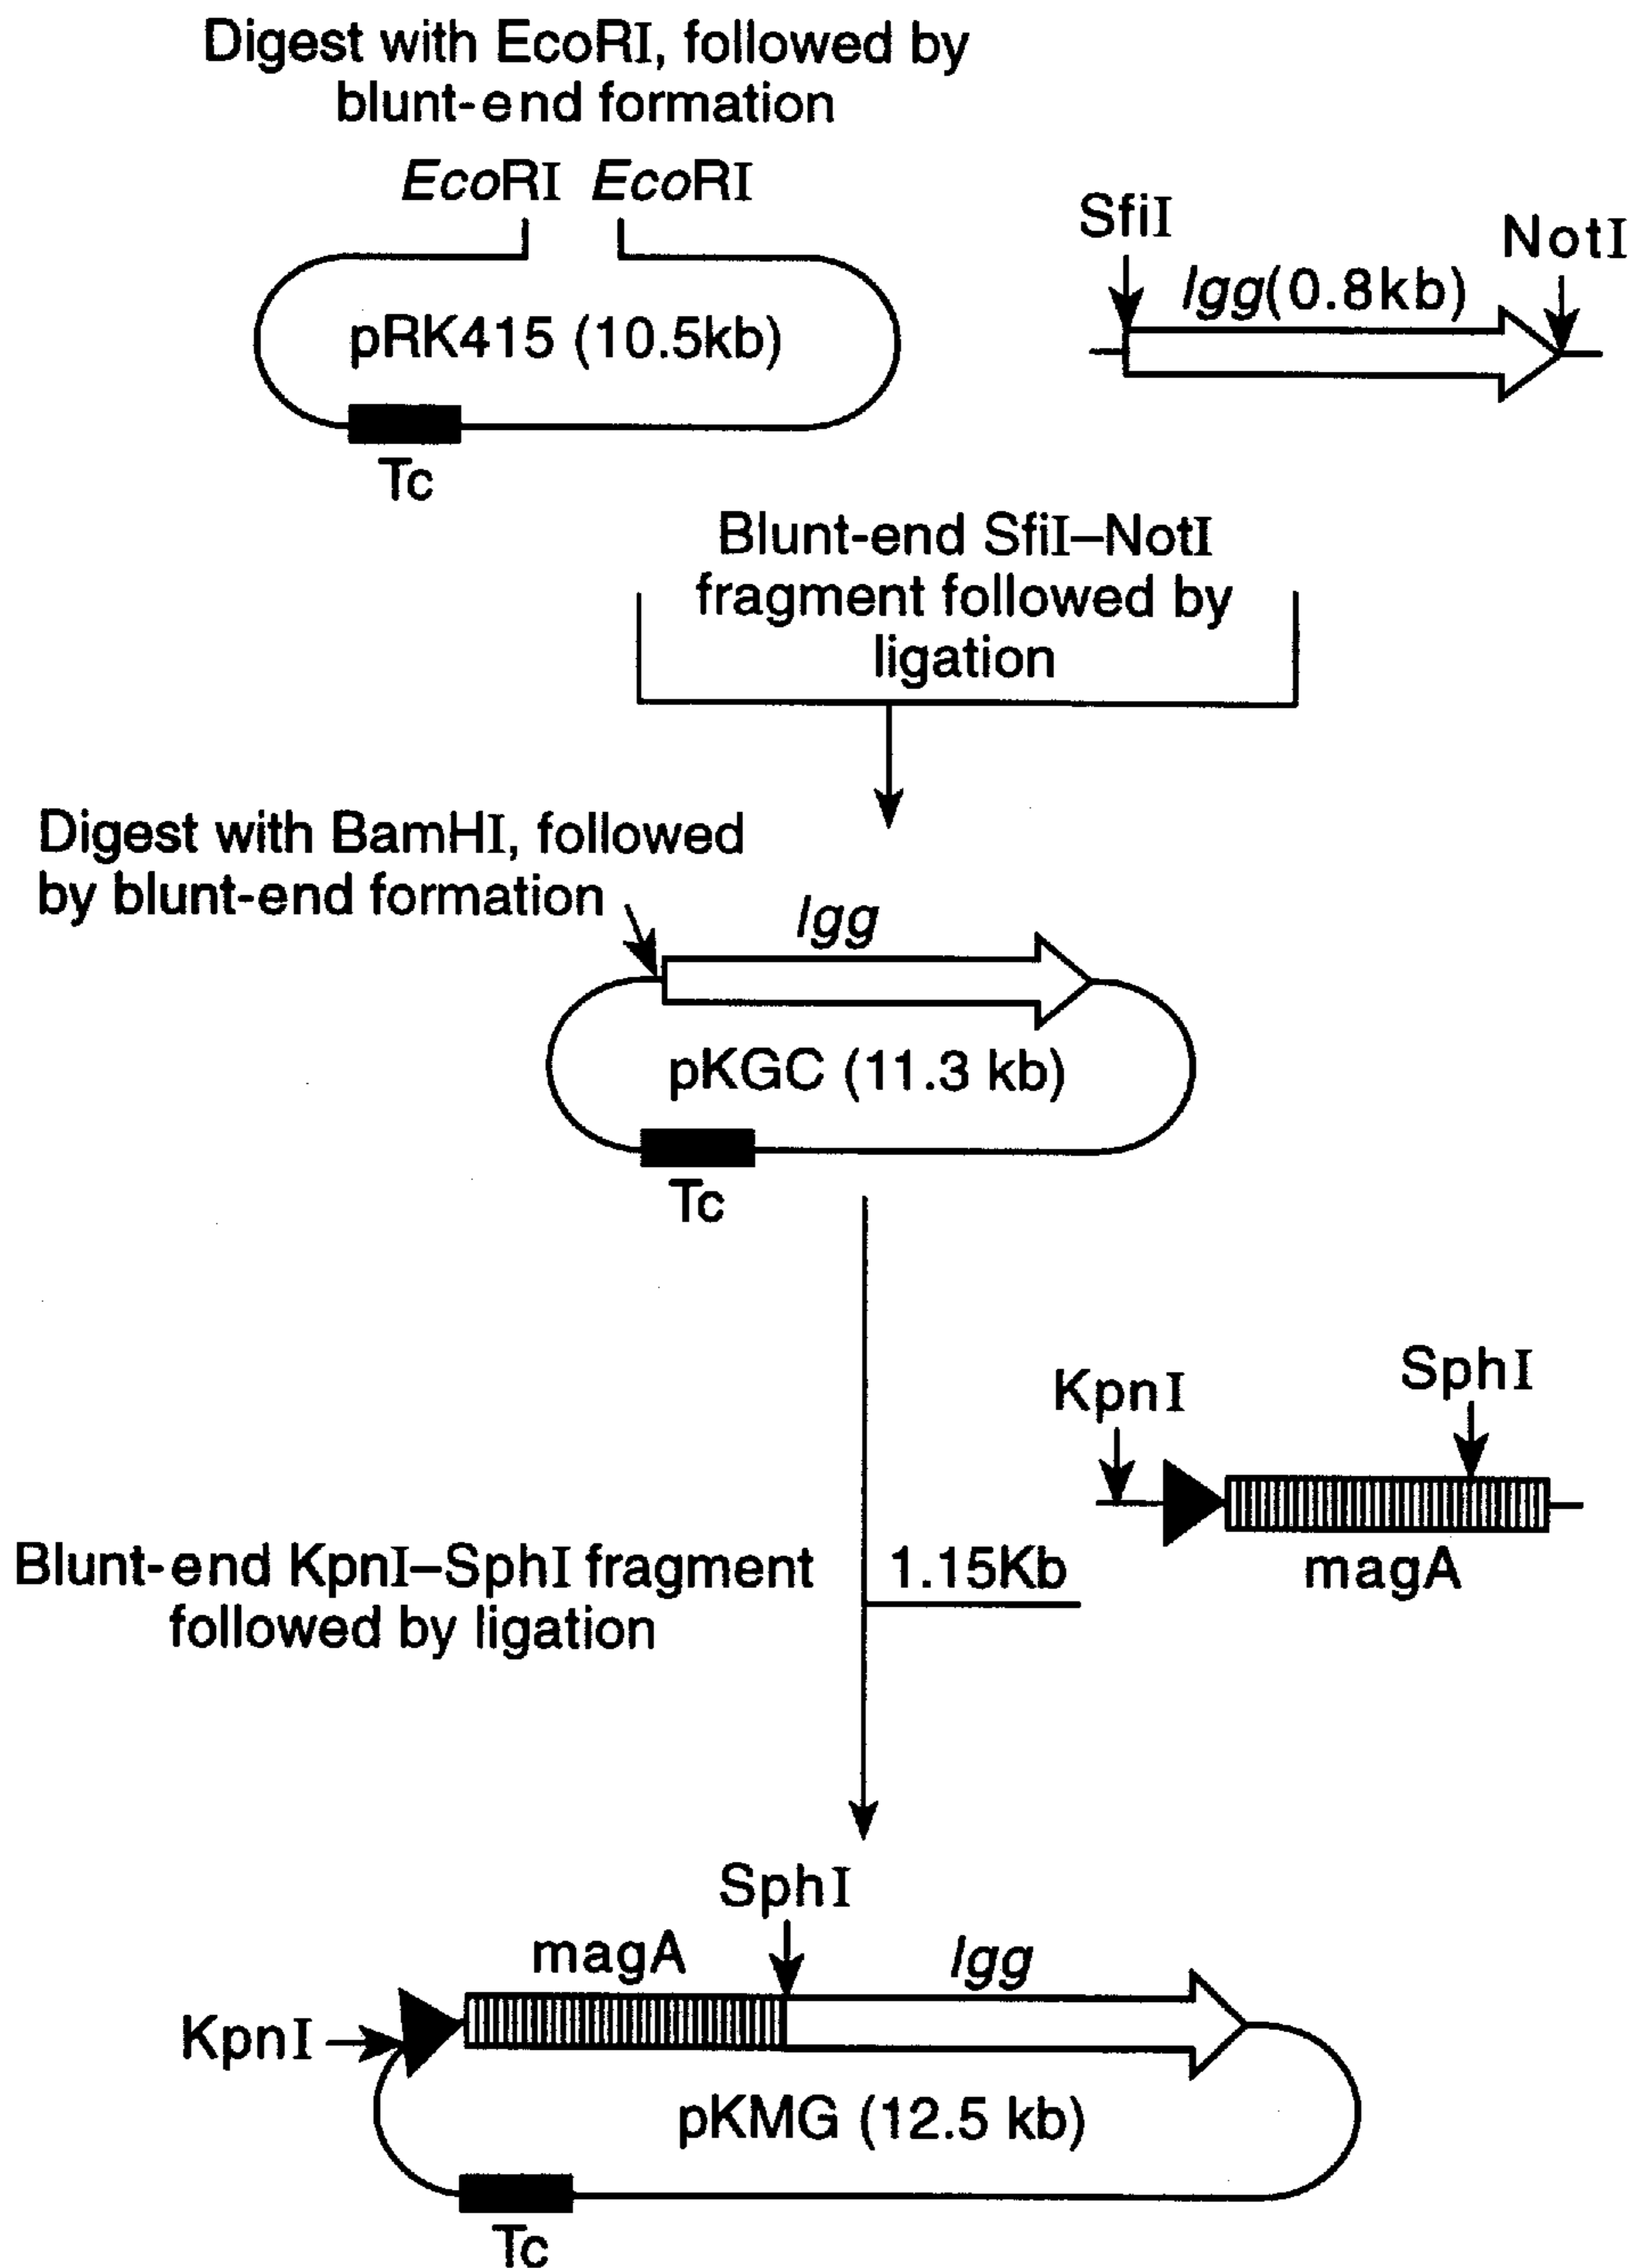 Digest with EcoRI, followed by
blunt-end formation
EcoRI EcoRI
SfiI
NotI
Igg(0.8kb)
pRK415 (10.5kb)
Tc
Blunt-end SfiI–NotI
fragment followed by
ligation
Digest with BamHI, followed
by blunt-end formation
Igg
pKGC (11.3 kb)
Tc
KpnI
SphI
magA
Blunt-end KpnI–SphI fragment
followed by ligation
1.15Kb
SphI
magA
Igg
KpnI
pKMG (12.5 kb)
Tc